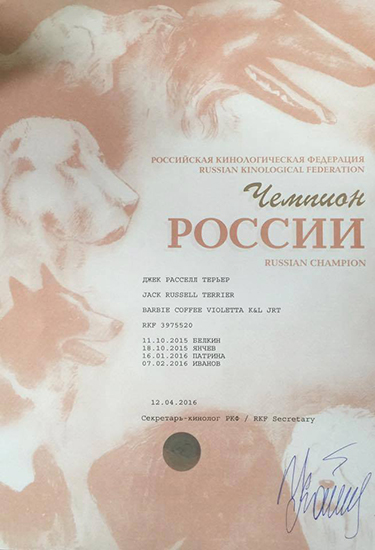 РОССИЙСКАЯ КИНОЛОГИЧЕСКАЯ ФЕДЕРАЦИЯ
RUSSIAN KINOLOGICAL FEDERATION
Чемпион
РОССИИ
RUSSIAN CHAMPION
ДЖЕК РАССЕЛЛ ТЕРЬЕР
JACK RUSSELL TERRIER
BARBIE COFFEE VIOLETTA K&L JRT
RKF 3975520
11.10.2015 БЕЛКИН
18.10.2015 ЯНЧЕВ
16.01.2016 ПАТРИНА
07.02.2016 ИВАНОВ
12.04.2016
Секретарь-кинолог РКФ / RKF Secretary